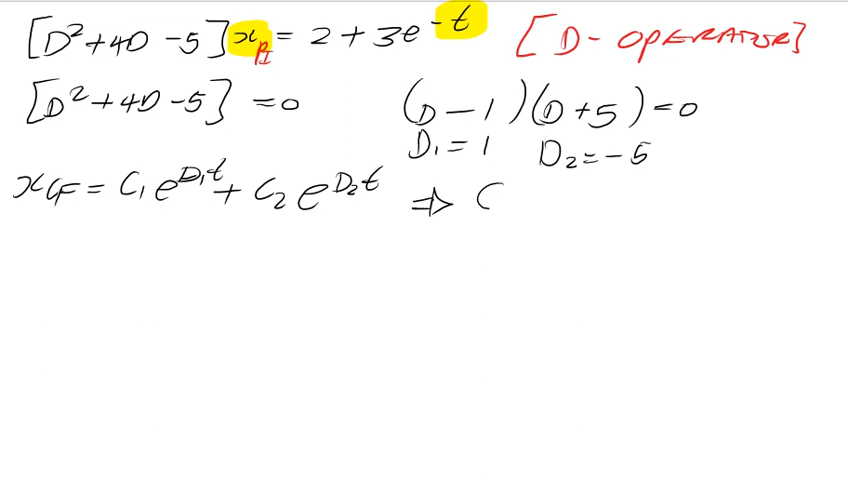 [D² + 4D - 5] x_PI = 2 + 3e^-t [D - OPERATOR]
[D² + 4D - 5] = 0 (D - 1)(D + 5) = 0
D₁ = 1 D₂ = -5
x_CF = C₁e^D₁t + C₂e^D₂t ⇒ C